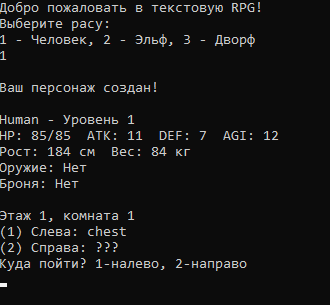 Добро пожаловать в текстовую RPG!
Выберите расу:
1 - Человек, 2 - Эльф, 3 - Дворф
1
Ваш персонаж создан!
Human - Уровень 1
HP: 85/85  ATK: 11  DEF: 7  AGI: 12
Рост: 184 см  Вес: 84 кг
Оружие: Нет
Броня: Нет
Этаж 1, комната 1
(1) Слева: chest
(2) Справа: ???
Куда пойти? 1-налево, 2-направо